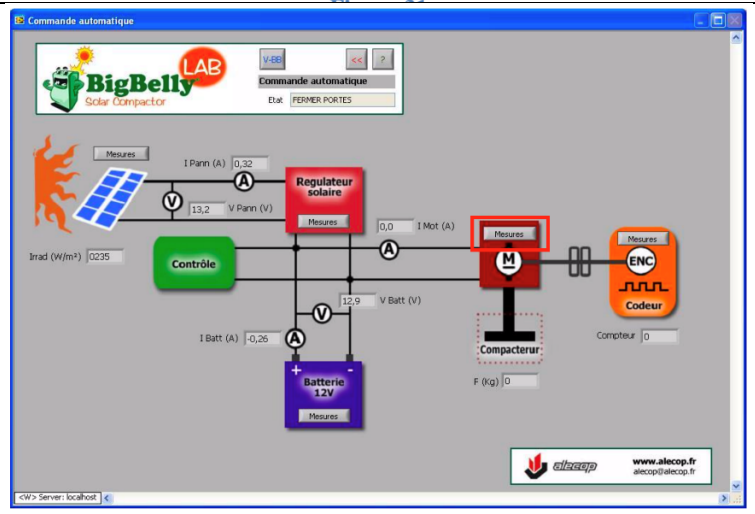 Commande automatique
BigBelly LAB
Solar Compactor
V-BB
<<
?
Commande automatique
Etat FERMER PORTES
Mesures
I Pann (A) 0,32
A
V
13,2 V Pann (V)
Regulateur
solaire
Mesures
0,0 I Mot (A)
A
Mesures
M
Mesures
ENC
Codeur
Irrad (W/m²) 0235
Contrôle
12,9 V Batt (V)
V
I Batt (A) -0,26
A
Compacteur
Compteur 0
F (Kg) 0
+ -
Batterie
12V
Mesures
alecop
www.alecop.fr
alecop@alecop.fr
<W> Server: localhost